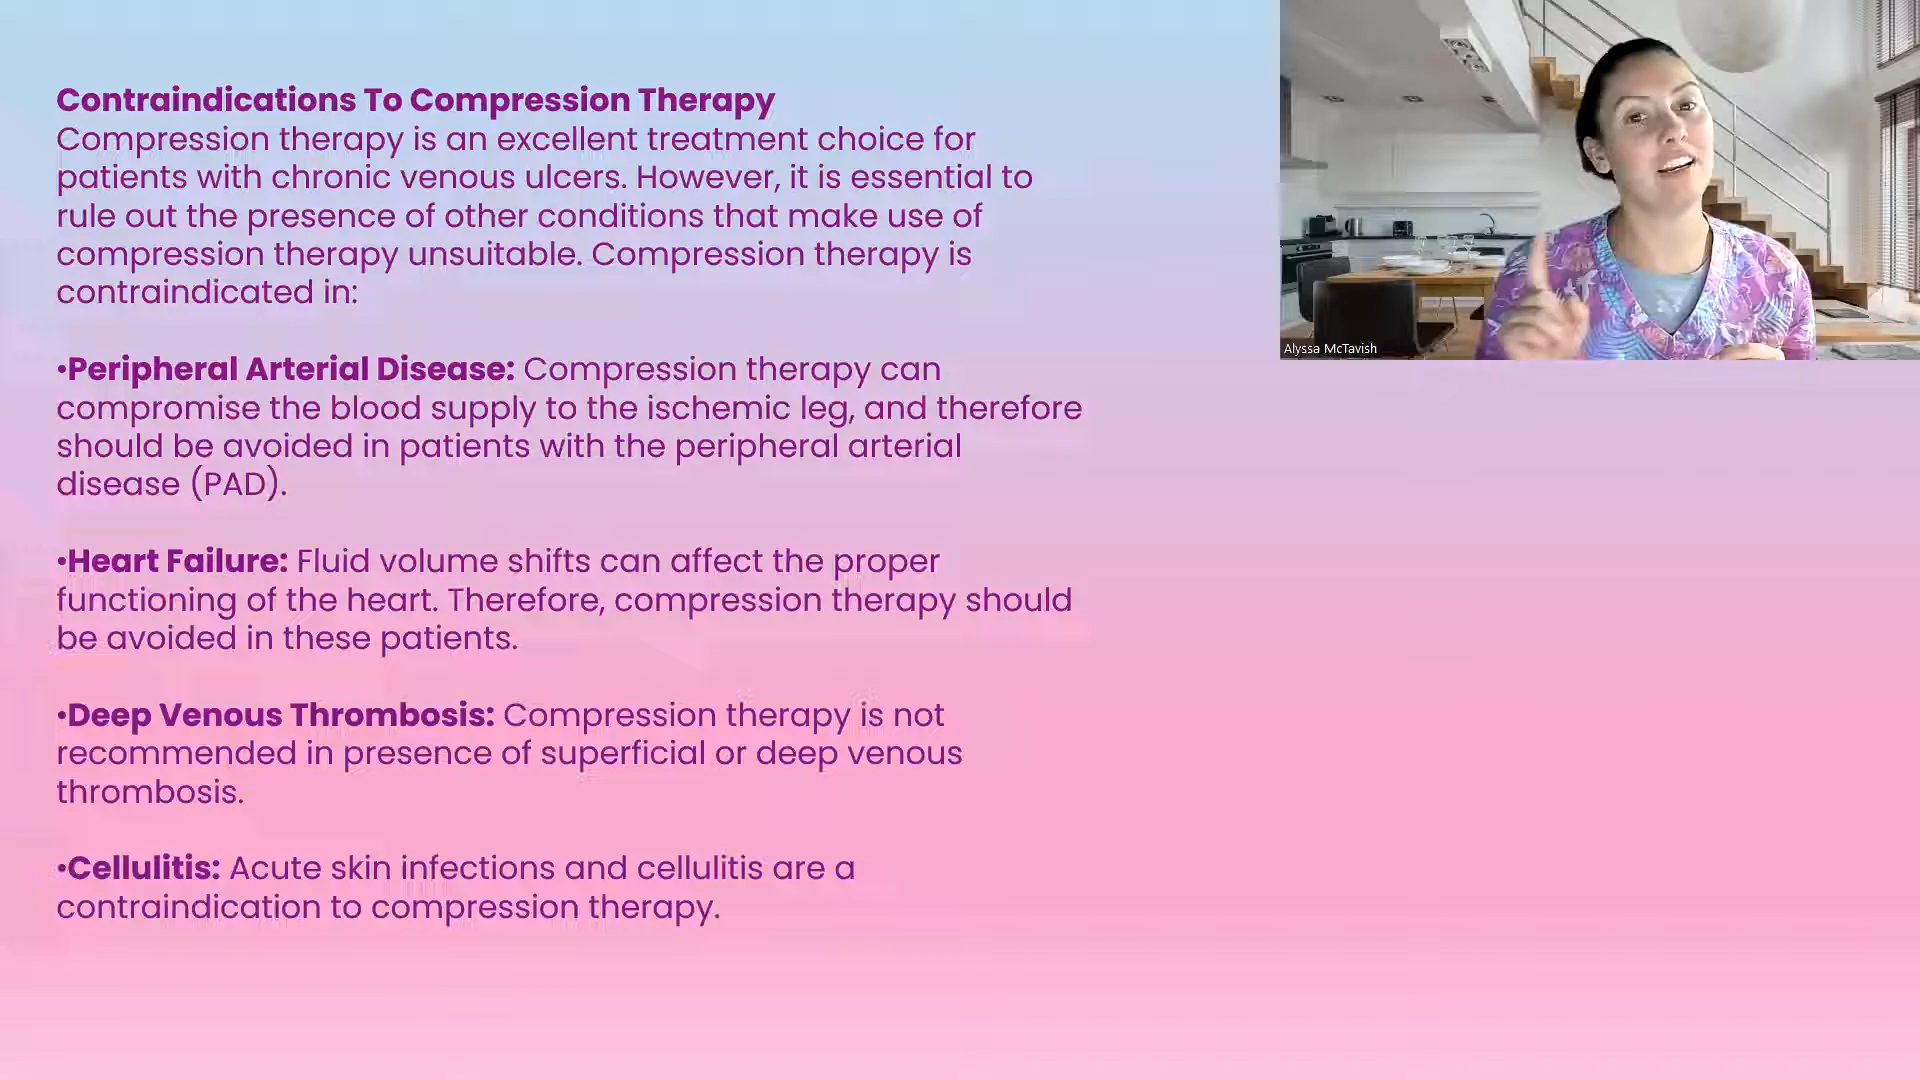 Contraindications To Compression Therapy
Compression therapy is an excellent treatment choice for
patients with chronic venous ulcers. However, it is essential to
rule out the presence of other conditions that make use of
compression therapy unsuitable. Compression therapy is
contraindicated in:
•Peripheral Arterial Disease: Compression therapy can
compromise the blood supply to the ischemic leg, and therefore
should be avoided in patients with the peripheral arterial
disease (PAD).
•Heart Failure: Fluid volume shifts can affect the proper
functioning of the heart. Therefore, compression therapy should
be avoided in these patients.
•Deep Venous Thrombosis: Compression therapy is not
recommended in presence of superficial or deep venous
thrombosis.
•Cellulitis: Acute skin infections and cellulitis are a
contraindication to compression therapy.
Alyssa McTavish